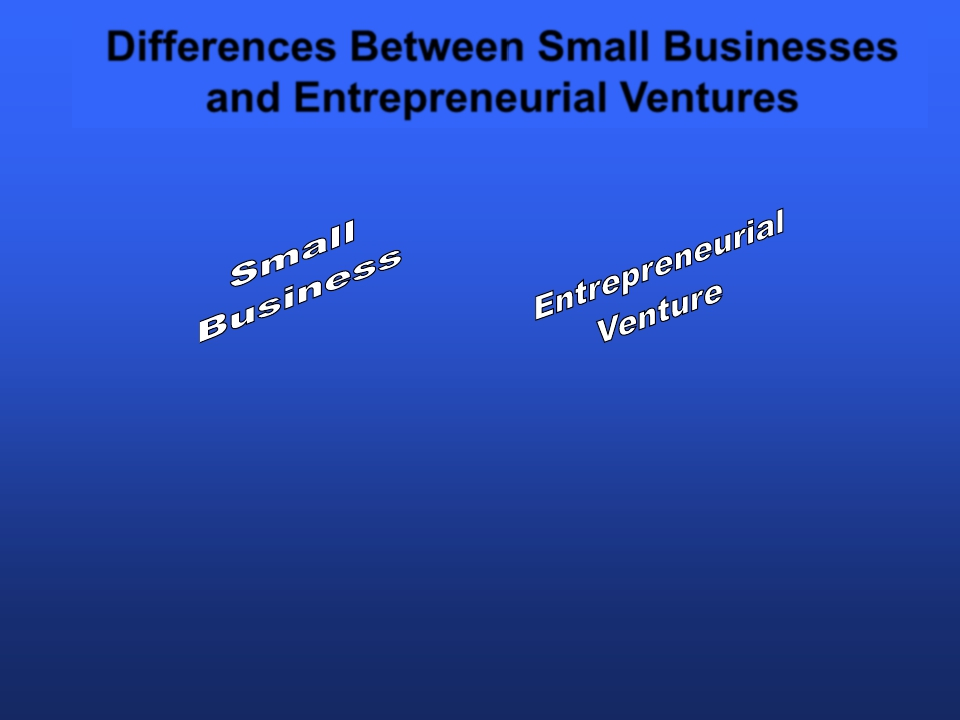 Differences Between Small Businesses
and Entrepreneurial Ventures
Small
Business
Entrepreneurial
Venture